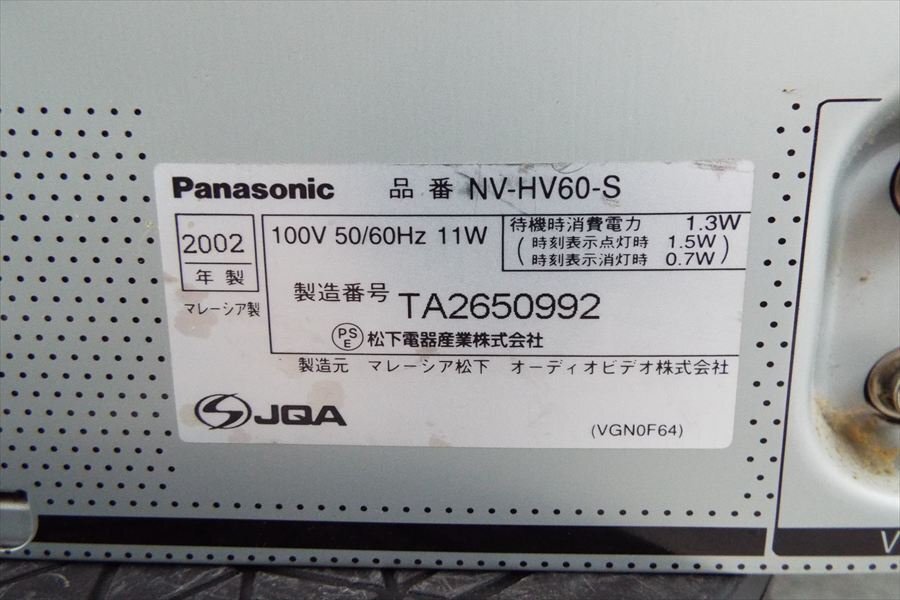 Panasonic 品番 NV-HV60-S
2002
年製
マレーシア製
100V 50/60Hz 11W
待機時消費電力 1.3W
( 時刻表示点灯時 1.5W )
( 時刻表示消灯時 0.7W )
製造番号 TA2650992
PSE 松下電器産業株式会社
製造元 マレーシア松下 オーディオビデオ株式会社
JQA
(VGN0F64)
V